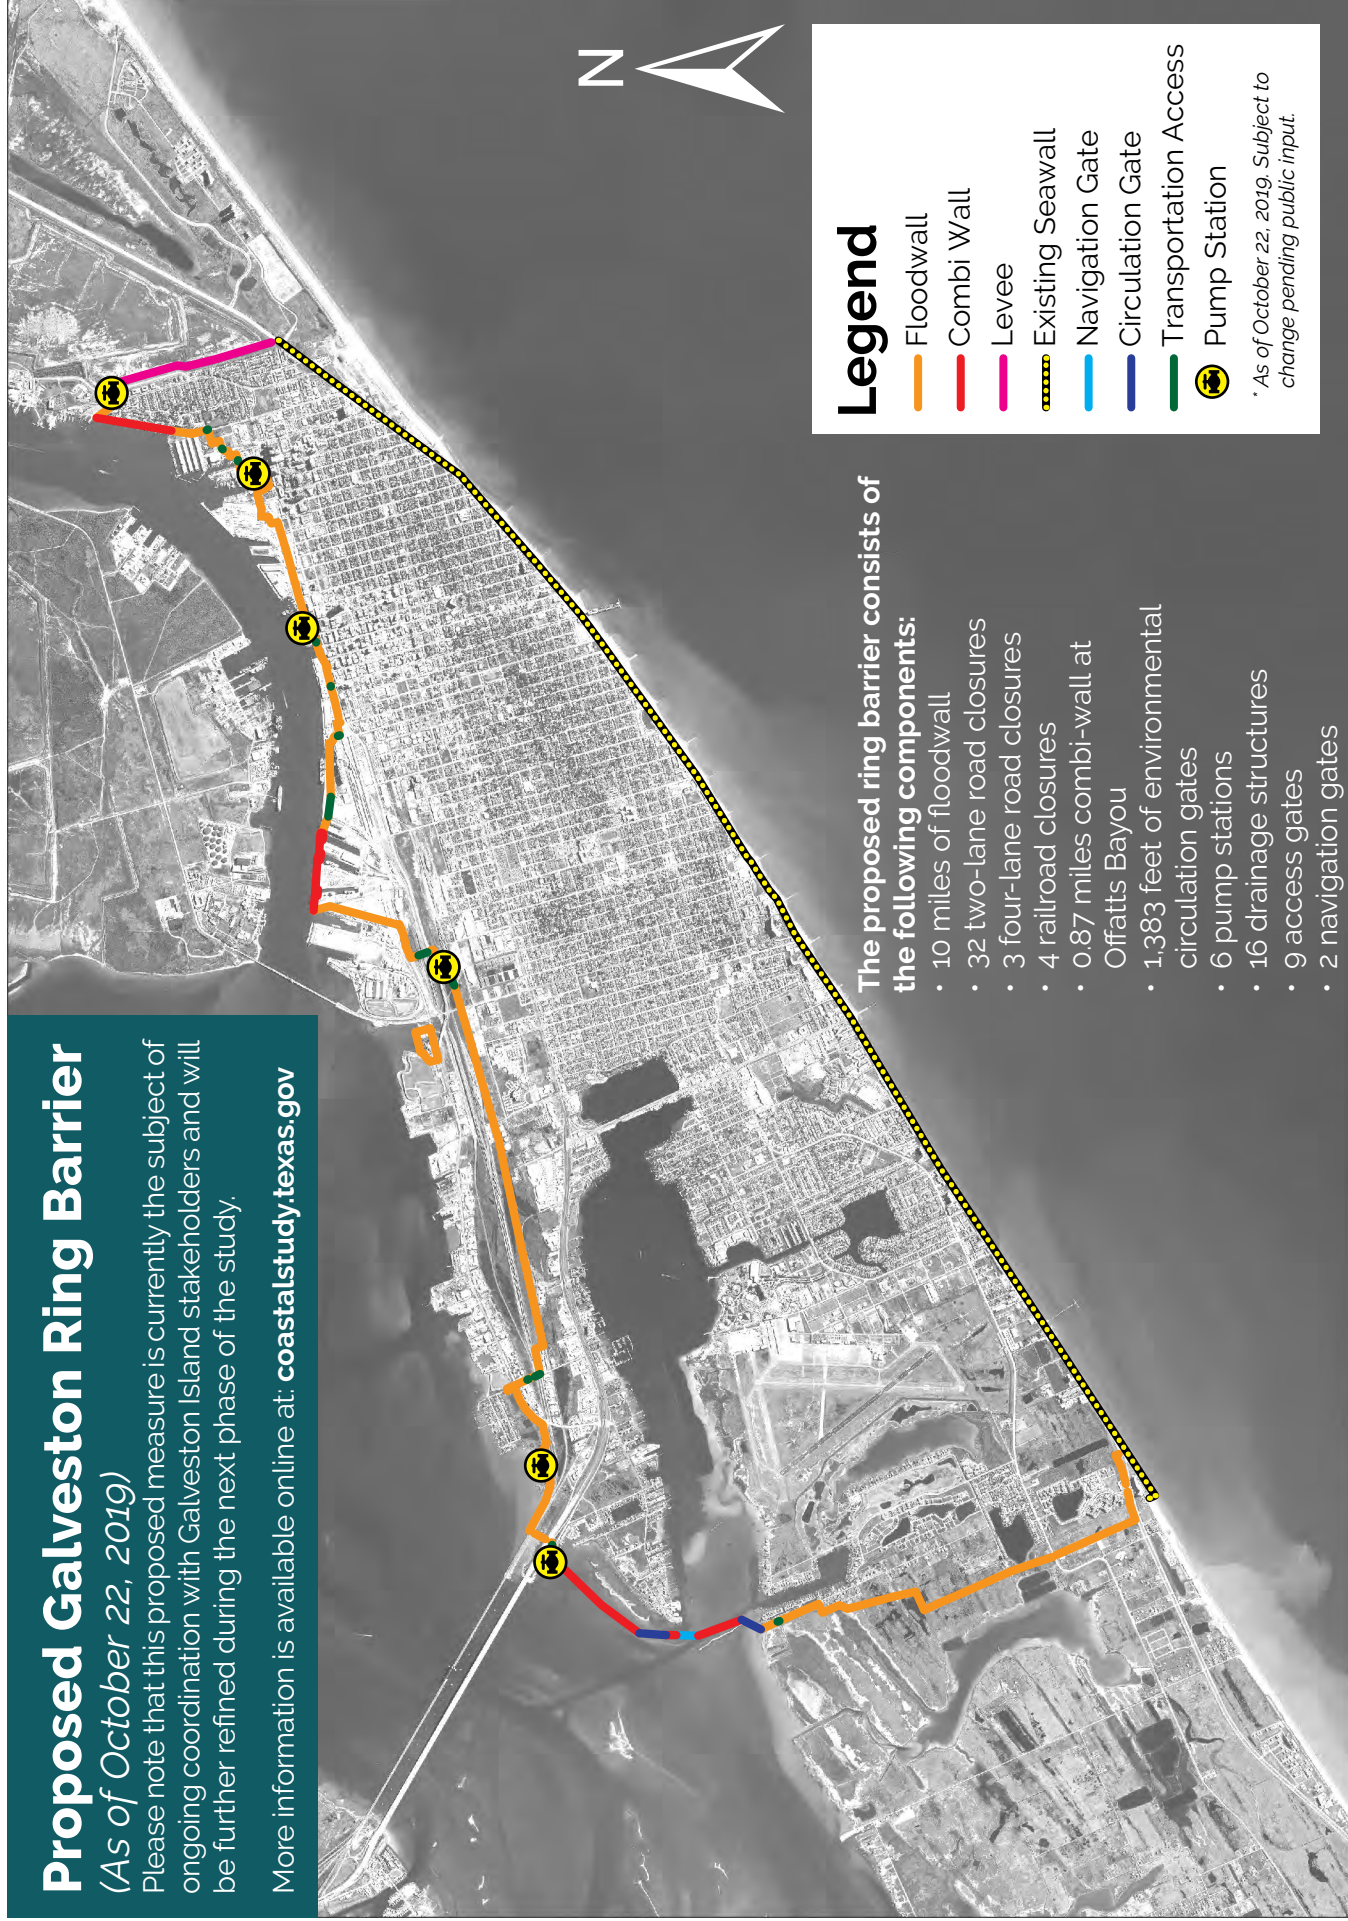 Proposed Galveston Ring Barrier
(As of October 22, 2019)
Please note that this proposed measure is currently the subject of
ongoing coordination with Galveston Island stakeholders and will
be further refined during the next phase of the study.
More information is available online at: coastalstudy.texas.gov
N
The proposed ring barrier consists of
the following components:
• 10 miles of floodwall
• 32 two-lane road closures
• 3 four-lane road closures
• 4 railroad closures
• 0.87 miles combi-wall at
Offatts Bayou
• 1,383 feet of environmental
circulation gates
• 6 pump stations
• 16 drainage structures
• 9 access gates
• 2 navigation gates
Legend
Floodwall
Combi Wall
Levee
Existing Seawall
Navigation Gate
Circulation Gate
Transportation Access
Pump Station
* As of October 22, 2019. Subject to
change pending public input.